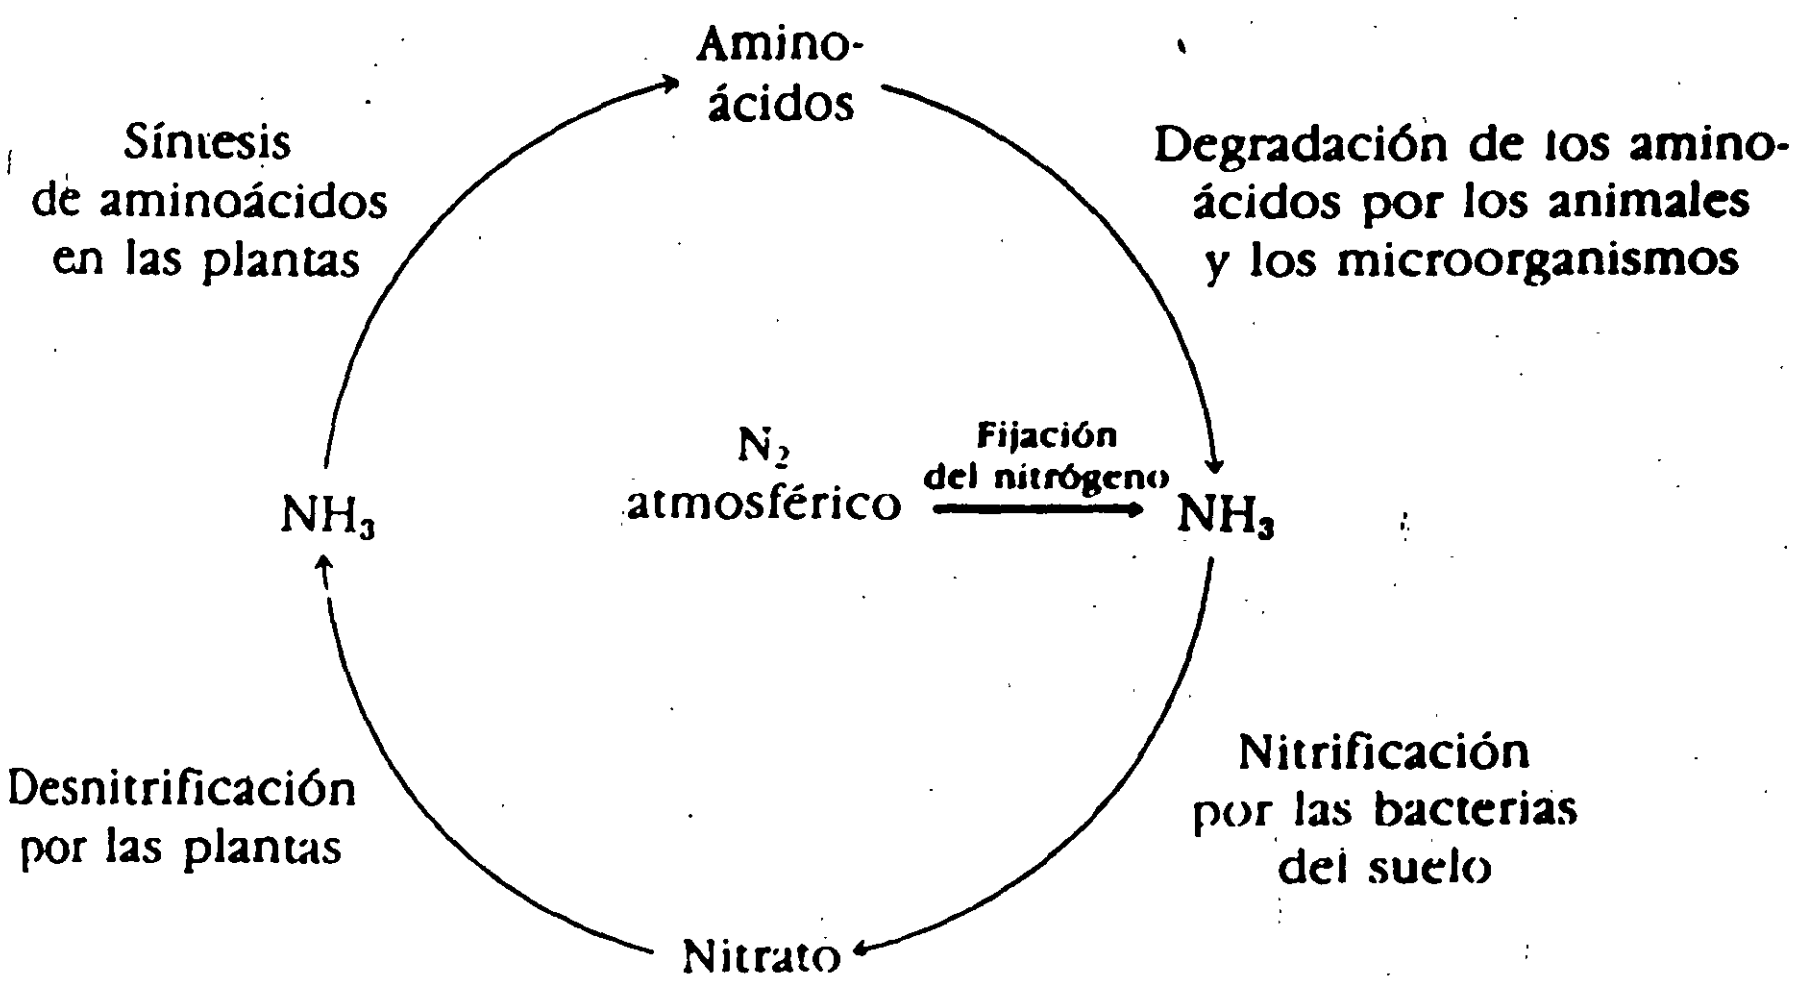 Amino-
ácidos
Síntesis
de aminoácidos
en las plantas
Degradación de los amino-
ácidos por los animales
y los microorganismos
N₂
atmosférico
Fijación
del nitrógeno
NH₃
NH₃
Desnitrificación
por las plantas
Nitrificación
por las bacterias
del suelo
Nitrato